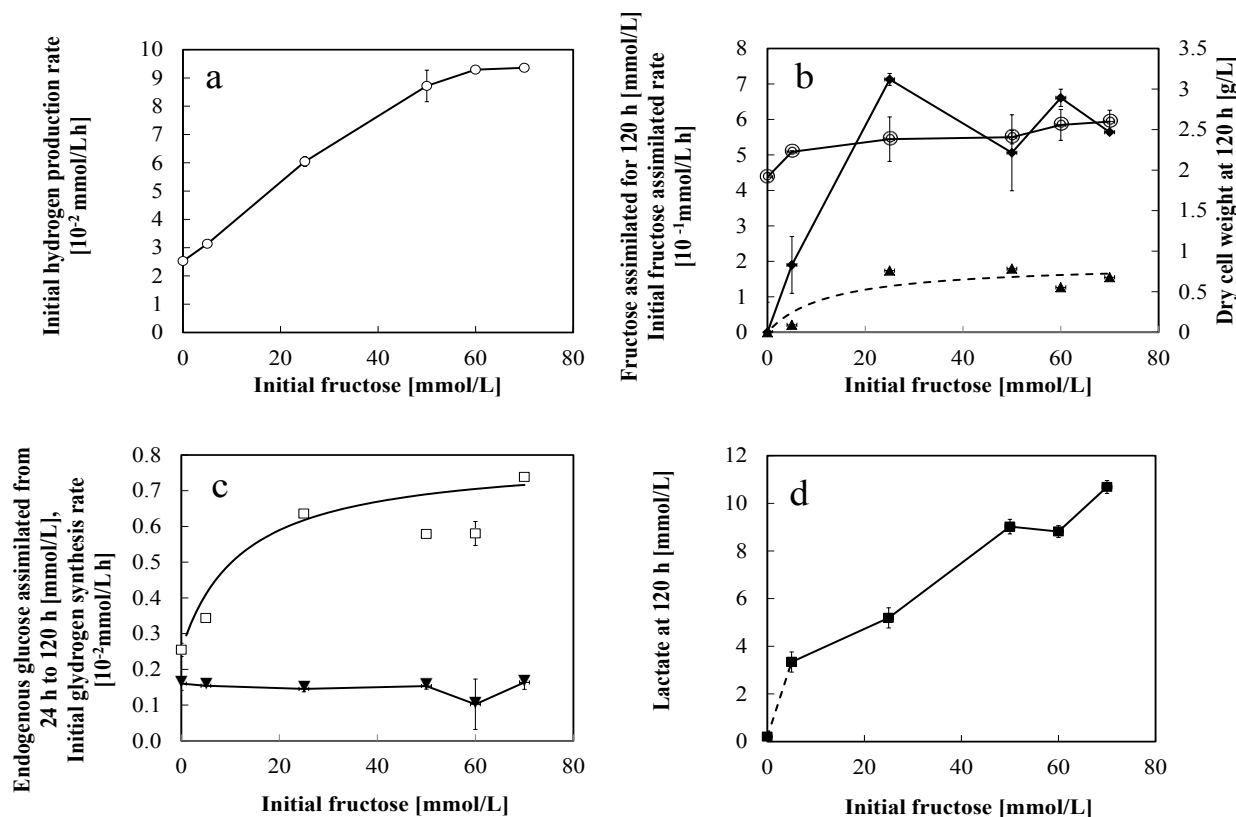 a
Initial hydrogen production rate
[10⁻² mmol/Lh]
10
9
8
7
6
5
4
3
2
1
0
0 20 40 60 80
Initial fructose [mmol/L]
b
Fructose assimilated for 120 h [mmol/L]
Initial fructose assimilated rate
[10⁻¹mmol/L h]
8
7
6
5
4
3
2
1
0
3.5
3
2.5
2
1.5
1
0.5
0
Dry cell weight at 120 h [g/L]
0 20 40 60 80
Initial fructose [mmol/L]
c
Endogenous glucose assimilated from
24 h to 120 h [mmol/L],
Initial glydrogen synthesis rate
[10⁻²mmol/L h]
0.8
0.7
0.6
0.5
0.4
0.3
0.2
0.1
0.0
0 20 40 60 80
Initial fructose [mmol/L]
d
Lactate at 120 h [mmol/L]
12
10
8
6
4
2
0
0 20 40 60 80
Initial fructose [mmol/L]